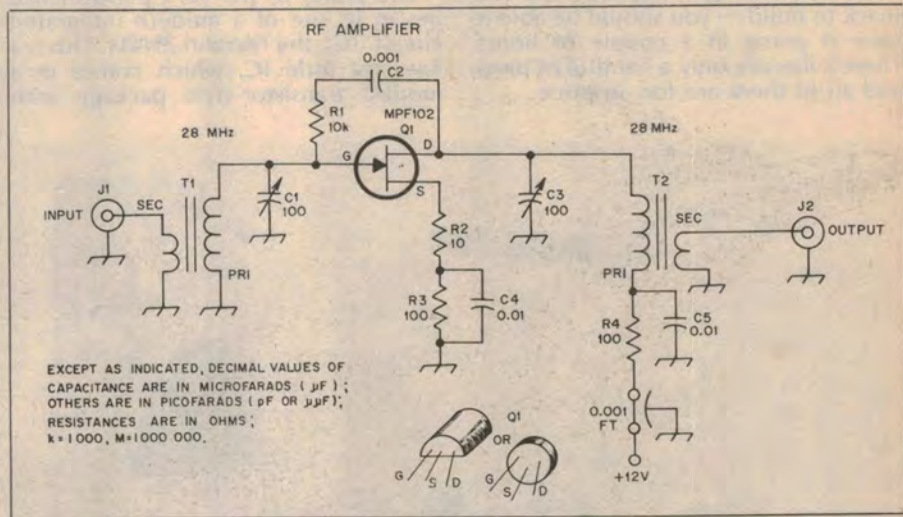 RF AMPLIFIER
0.001
C2
R1
10k
MPF102
Q1
28 MHz
28 MHz
G
D
S
J1
INPUT
SEC
T1
PRI
C1
100
C3
100
T2
SEC
PRI
J2
OUTPUT
R2
10
R3
100
C4
0.01
R4
100
C5
0.01
0.001
FT
+12V
EXCEPT AS INDICATED, DECIMAL VALUES OF
CAPACITANCE ARE IN MICROFARADS ( µF ) ;
OTHERS ARE IN PICOFARADS ( pF OR µµF);
RESISTANCES ARE IN OHMS;
k=1000, M=1000 000.
Q1
OR
G
S
D
G
S
D